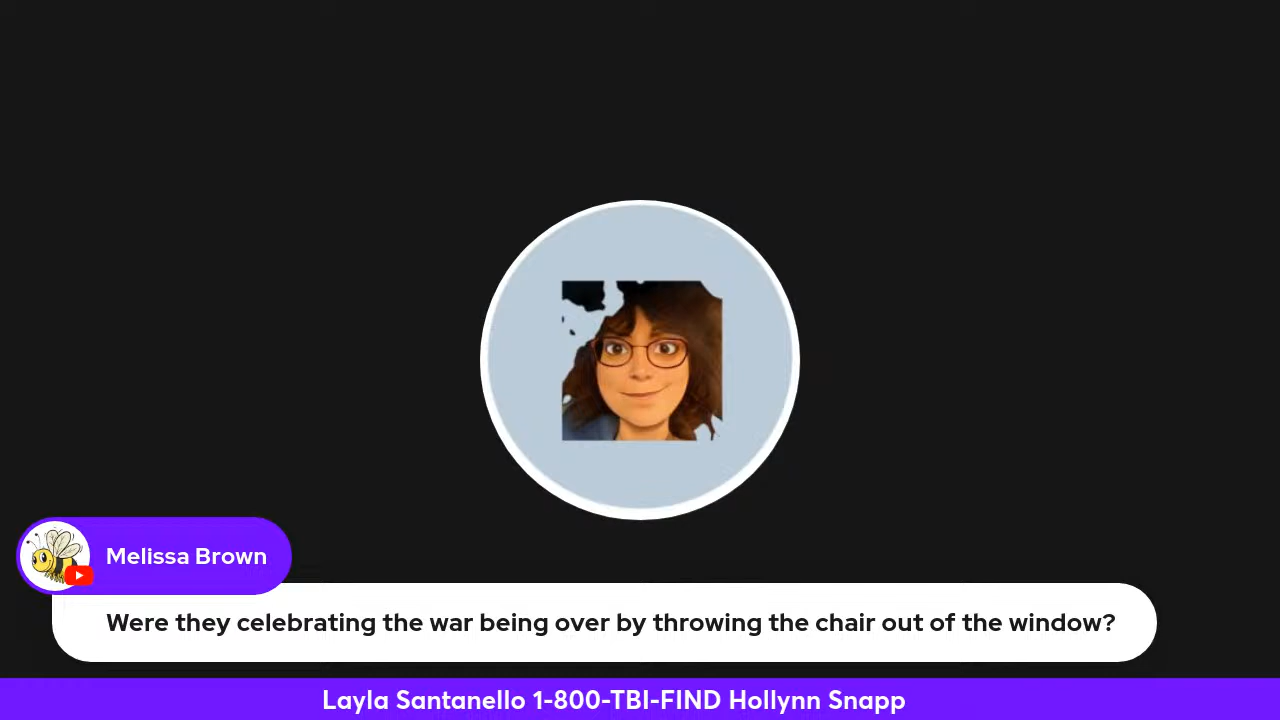 Melissa Brown
Were they celebrating the war being over by throwing the chair out of the window?
Layla Santanello 1-800-TBI-FIND Hollynn Snapp